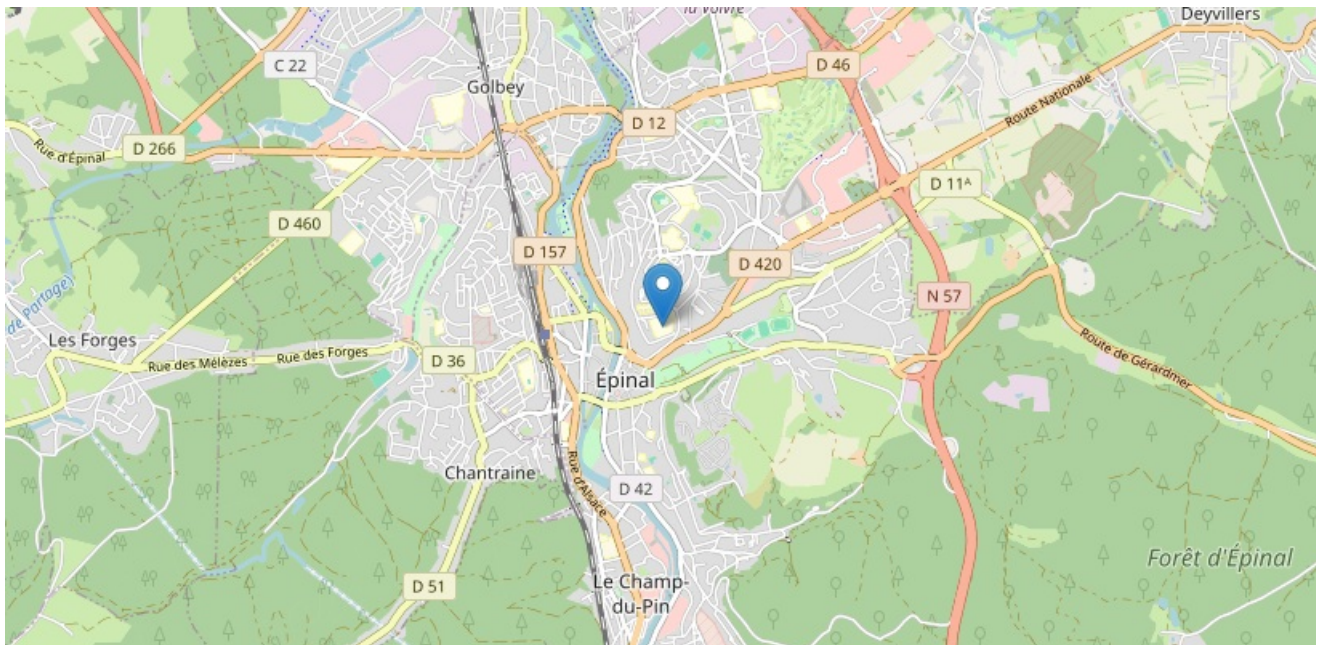 la Voivre
Deyvillers
C 22
D 46
Golbey
Route Nationale
D 12
Rue d'Épinal
D 266
D 11ᴬ
D 460
D 157
D 420
N 57
de Partage)
Les Forges
Rue des Mélèzes
Rue des Forges
D 36
Route de Gérardmer
Épinal
Chantraine
Rue d'Alsace
D 42
Forêt d'Épinal
D 51
Le Champ-
du-Pin